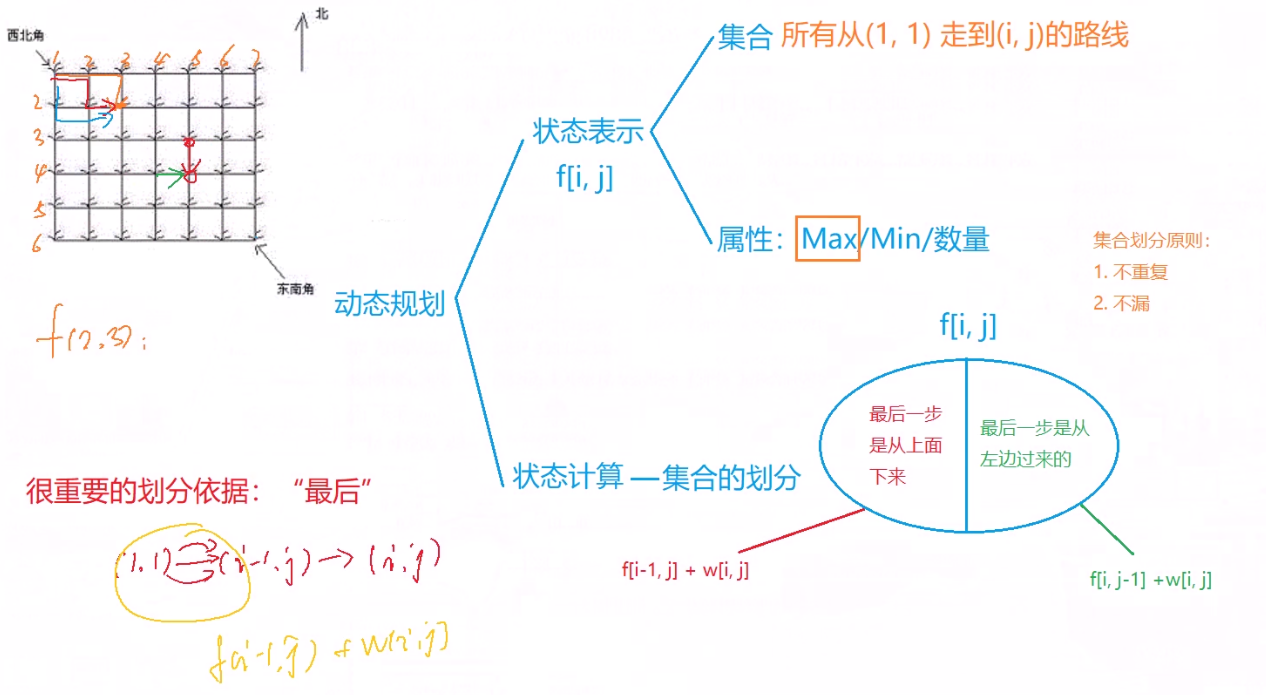 北
西北角
1 2 3 4 5 6 7
2
3
4
5
6
东南角
f(2,3):
动态规划
状态表示
f[i, j]
集合 所有从(1, 1) 走到(i, j)的路线
属性：Max/Min/数量
集合划分原则：
1. 不重复
2. 不漏
状态计算 — 集合的划分
f[i, j]
最后一步
是从上面
下来
最后一步是从
左边过来的
f[i-1, j] + w[i, j]
f[i, j-1] +w[i, j]
很重要的划分依据：“最后”
(1,1) → (i-1,j) → (i,j)
f(i-1,j) + w(i,j)